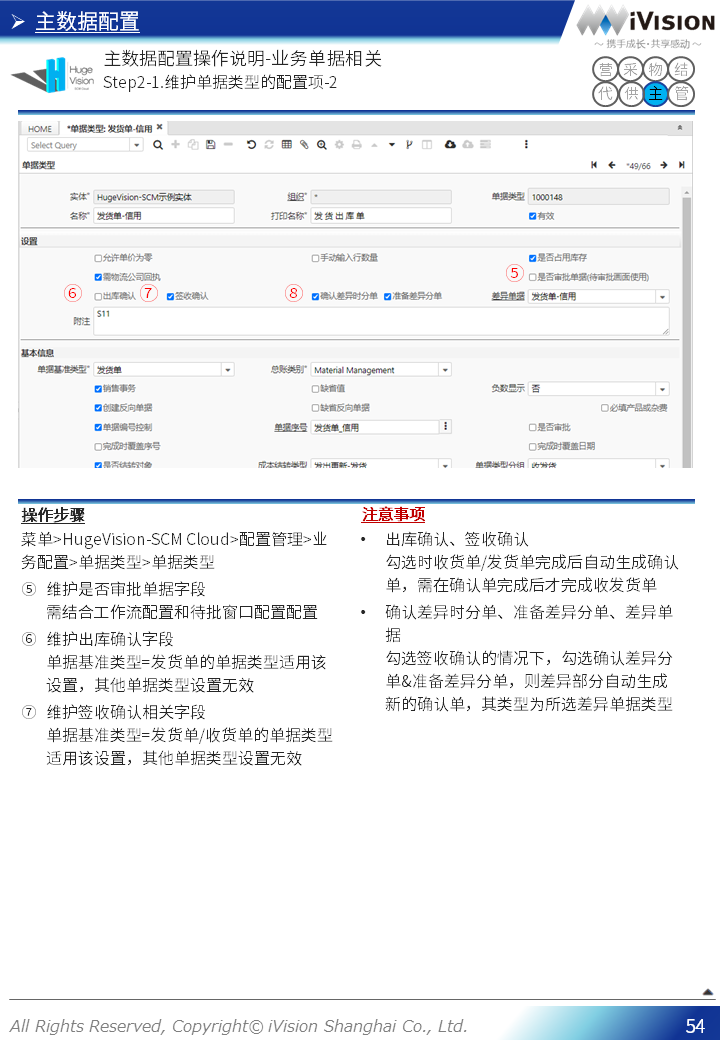 ➢ 主数据配置
iVISION
～ 携手成长·共享感动 ～
主数据配置操作说明-业务单据相关
Step2-1.维护单据类型的配置项-2
Huge
Vision
营 采 物 结
代 供 主 管
HOME *单据类型: 发货单-信用 ×
Select Query
单据类型 *49/66
实体* HugeVision-SCM示例实体 组织* * 单据类型 1000148
名称* 发货单-信用 打印名称* 发 货 出 库 单 有效
设置
允许单价为零 手动输入行数量 是否占用库存
需物流公司回执 ⑤ 是否审批单据(待审批画面使用)
⑥ 出库确认 ⑦ 签收确认 ⑧ 确认差异时分单 准备差异分单 差异单据 发货单-信用
附注 S11
基本信息
单据基准类型* 发货单 总账类别* Material Management
销售事务 缺省值 负数显示 否
创建反向单据 缺省反向单据 必填产品或杂费
单据编号控制 单据序号 发货单_信用 是否审批
完成时覆盖序号 完成时覆盖日期
是否结转对象 成本结转类型 发出更新-发货 单据类型分组 收发货
操作步骤
菜单>HugeVision-SCM Cloud>配置管理>业
务配置>单据类型>单据类型
⑤ 维护是否审批单据字段
需结合工作流配置和待批窗口配置配置
⑥ 维护出库确认字段
单据基准类型=发货单的单据类型适用该
设置，其他单据类型设置无效
⑦ 维护签收确认相关字段
单据基准类型=发货单/收货单的单据类型
适用该设置，其他单据类型设置无效
注意事项
• 出库确认、签收确认
勾选时收货单/发货单完成后自动生成确认
单，需在确认单完成后才完成收发货单
• 确认差异时分单、准备差异分单、差异单
据
勾选签收确认的情况下，勾选确认差异分
单&准备差异分单，则差异部分自动生成
新的确认单，其类型为所选差异单据类型
All Rights Reserved, Copyright© iVision Shanghai Co., Ltd.
54